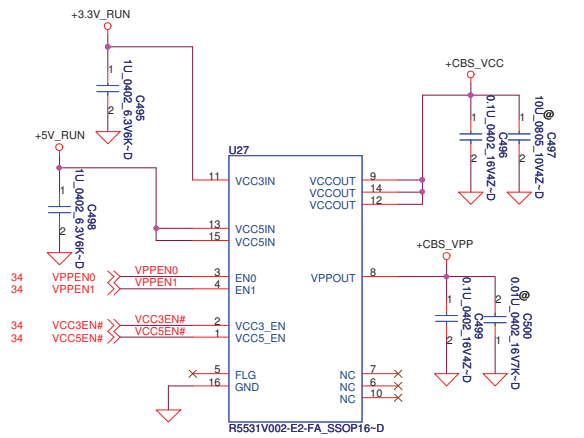 +3.3V_RUN
1
2
C495
1U_0402_6.3V6K~D
+5V_RUN
1
2
C498
1U_0402_6.3V6K~D
U27
11 VCC3IN
13 VCC5IN
15 VCC5IN
34 VPPEN0 VPPEN0 3 EN0
34 VPPEN1 VPPEN1 4 EN1
34 VCC3EN# VCC3EN# 2 VCC3_EN
34 VCC5EN# VCC5EN# 1 VCC5_EN
5 FLG
16 GND
VCCOUT 9
VCCOUT 14
VCCOUT 12
VPPOUT 8
NC 7
NC 6
NC 10
R5531V002-E2-FA_SSOP16~D
+CBS_VCC
1
2
C496
0.1U_0402_16V4Z~D
1
2
@
C497
10U_0805_10V4Z~D
+CBS_VPP
1
2
C499
0.1U_0402_16V4Z~D
2
1
@
C500
0.01U_0402_16V7K~D